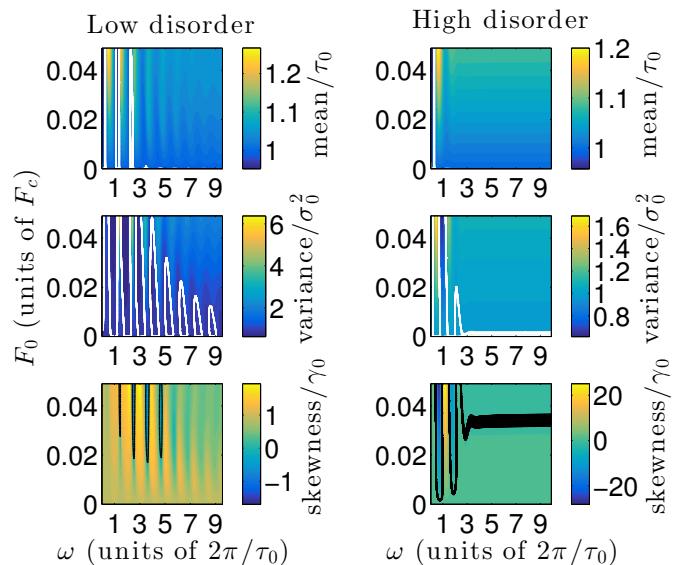 Low disorder
High disorder
0.04
0.02
0
1 3 5 7 9
1.2
1.1
1
mean/τ₀
0.04
0.02
0
1 3 5 7 9
1.2
1.1
1
mean/τ₀
F₀ (units of F_c)
0.04
0.02
0
1 3 5 7 9
6
4
2
variance/σ₀²
0.04
0.02
0
1 3 5 7 9
1.6
1.4
1.2
1
0.8
variance/σ₀²
0.04
0.02
0
1 3 5 7 9
1
0
−1
skewness/γ₀
0.04
0.02
0
1 3 5 7 9
20
0
−20
skewness/γ₀
ω (units of 2π/τ₀)
ω (units of 2π/τ₀)